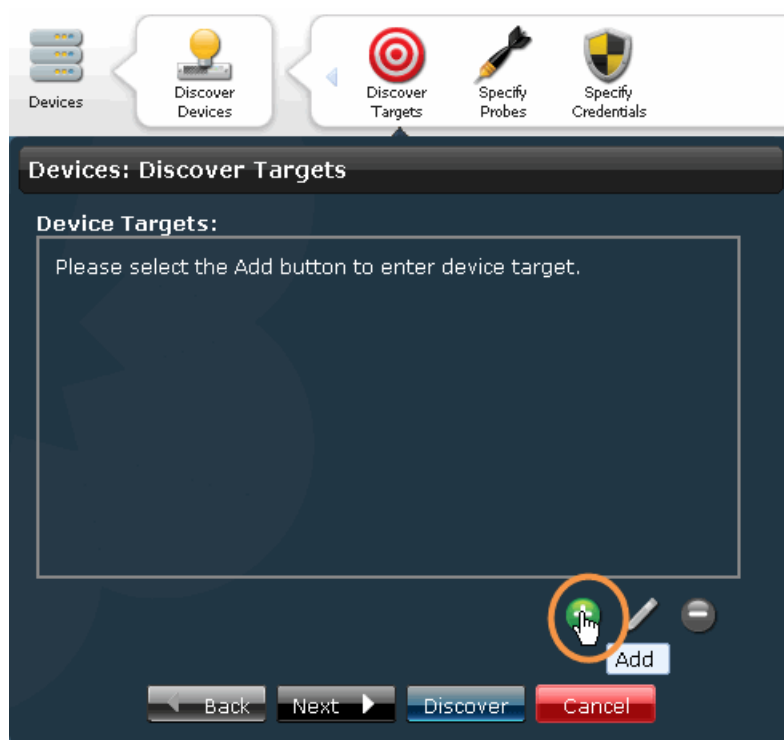 Devices
Discover
Devices
Discover
Targets
Specify
Probes
Specify
Credentials
Devices: Discover Targets
Device Targets:
Please select the Add button to enter device target.
Add
Back
Next
Discover
Cancel